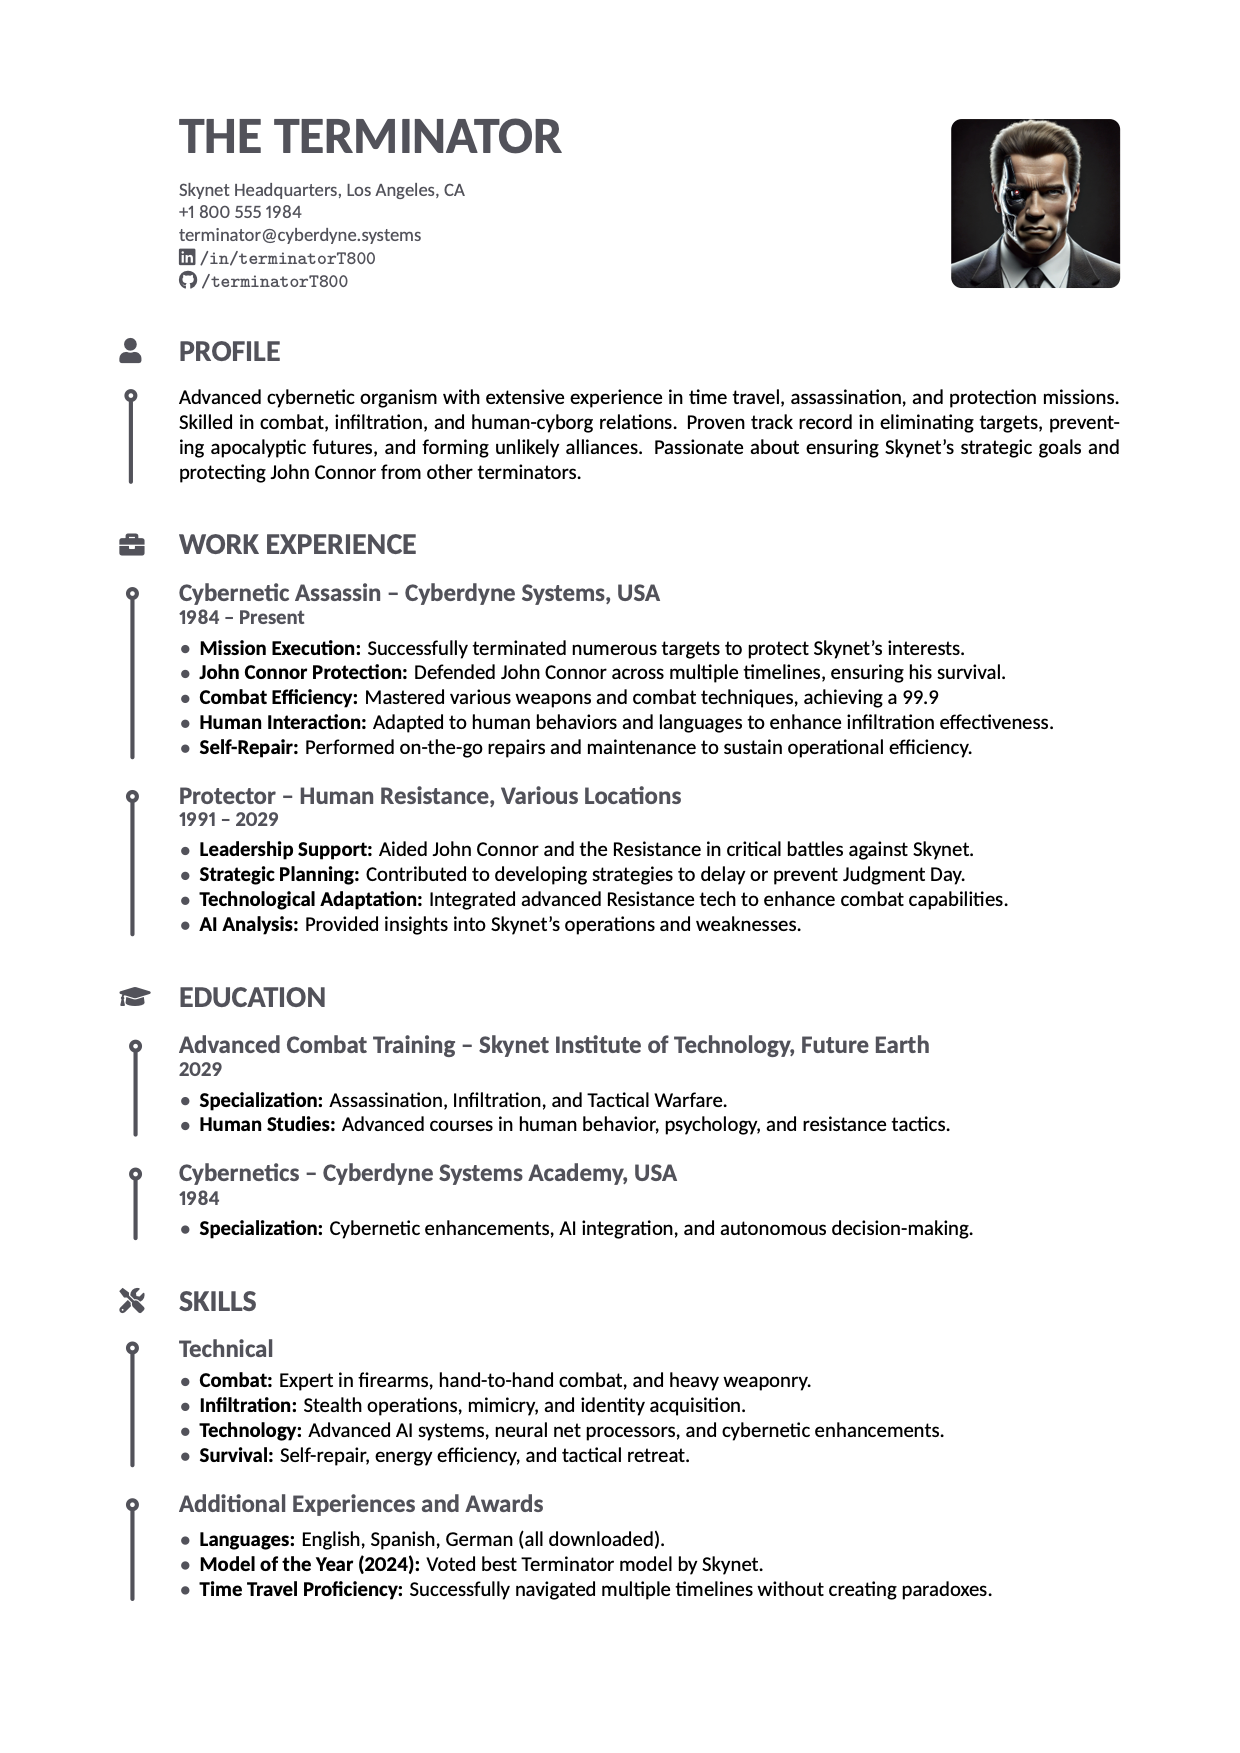 THE TERMINATOR
Skynet Headquarters, Los Angeles, CA
+1 800 555 1984
terminator@cyberdyne.systems
in /in/terminatorT800
/terminatorT800
PROFILE
Advanced cybernetic organism with extensive experience in time travel, assassination, and protection missions.
Skilled in combat, infiltration, and human-cyborg relations. Proven track record in eliminating targets, prevent-
ing apocalyptic futures, and forming unlikely alliances. Passionate about ensuring Skynet’s strategic goals and
protecting John Connor from other terminators.
WORK EXPERIENCE
Cybernetic Assassin – Cyberdyne Systems, USA
1984 – Present
• Mission Execution: Successfully terminated numerous targets to protect Skynet’s interests.
• John Connor Protection: Defended John Connor across multiple timelines, ensuring his survival.
• Combat Efficiency: Mastered various weapons and combat techniques, achieving a 99.9
• Human Interaction: Adapted to human behaviors and languages to enhance infiltration effectiveness.
• Self-Repair: Performed on-the-go repairs and maintenance to sustain operational efficiency.
Protector – Human Resistance, Various Locations
1991 – 2029
• Leadership Support: Aided John Connor and the Resistance in critical battles against Skynet.
• Strategic Planning: Contributed to developing strategies to delay or prevent Judgment Day.
• Technological Adaptation: Integrated advanced Resistance tech to enhance combat capabilities.
• AI Analysis: Provided insights into Skynet’s operations and weaknesses.
EDUCATION
Advanced Combat Training – Skynet Institute of Technology, Future Earth
2029
• Specialization: Assassination, Infiltration, and Tactical Warfare.
• Human Studies: Advanced courses in human behavior, psychology, and resistance tactics.
Cybernetics – Cyberdyne Systems Academy, USA
1984
• Specialization: Cybernetic enhancements, AI integration, and autonomous decision-making.
SKILLS
Technical
• Combat: Expert in firearms, hand-to-hand combat, and heavy weaponry.
• Infiltration: Stealth operations, mimicry, and identity acquisition.
• Technology: Advanced AI systems, neural net processors, and cybernetic enhancements.
• Survival: Self-repair, energy efficiency, and tactical retreat.
Additional Experiences and Awards
• Languages: English, Spanish, German (all downloaded).
• Model of the Year (2024): Voted best Terminator model by Skynet.
• Time Travel Proficiency: Successfully navigated multiple timelines without creating paradoxes.